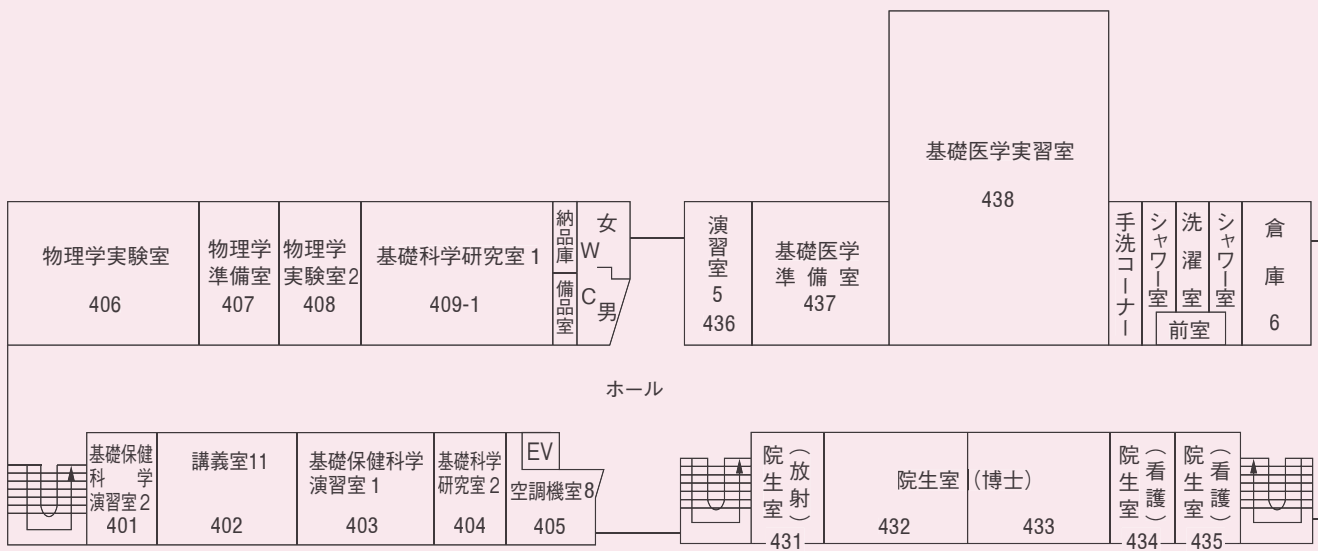 基礎医学実習室
438
物理学実験室
406
物理学
準備室
407
物理学
実験室2
408
基礎科学研究室 1
409-1
納品庫
備品室
女
W
C
男
演習室
5
436
基礎医学
準 備 室
437
手洗コーナー
シャワー室
洗濯室
シャワー室
前室
倉庫
6
ホール
基礎保健
科 学
演習室 2
401
講義室11
402
基礎保健科学
演習室 1
403
基礎科学
研究室 2
404
EV
空調機室8
405
院生室
(放射)
431
院生室 (博士)
432
433
院生室
(看護)
434
院生室
(看護)
435